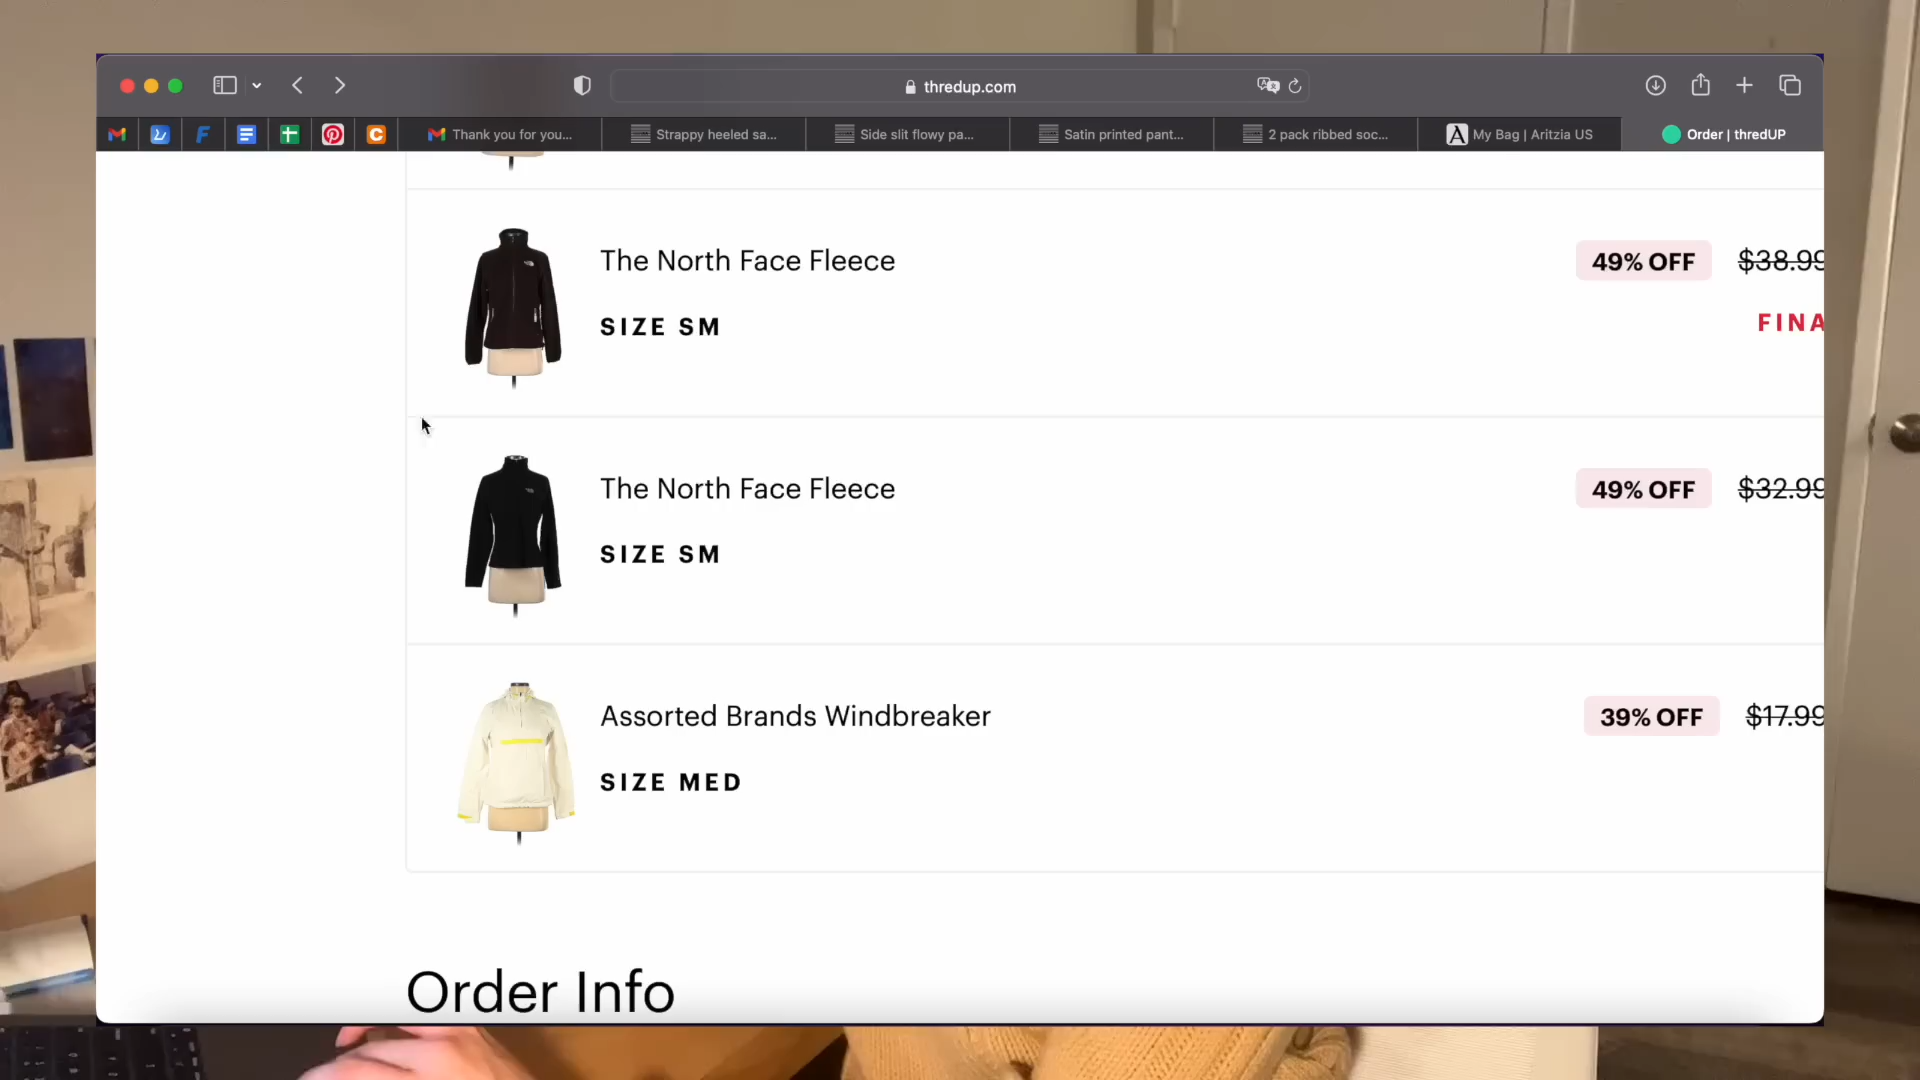 thredup.com
Thank you for you...
Strappy heeled sa...
Side slit flowy pa...
Satin printed pant...
2 pack ribbed soc...
My Bag | Aritzia US
Order | thredUP
The North Face Fleece
49% OFF
$38.99
SIZE SM
FINA
The North Face Fleece
49% OFF
$32.99
SIZE SM
Assorted Brands Windbreaker
39% OFF
$17.99
SIZE MED
Order Info